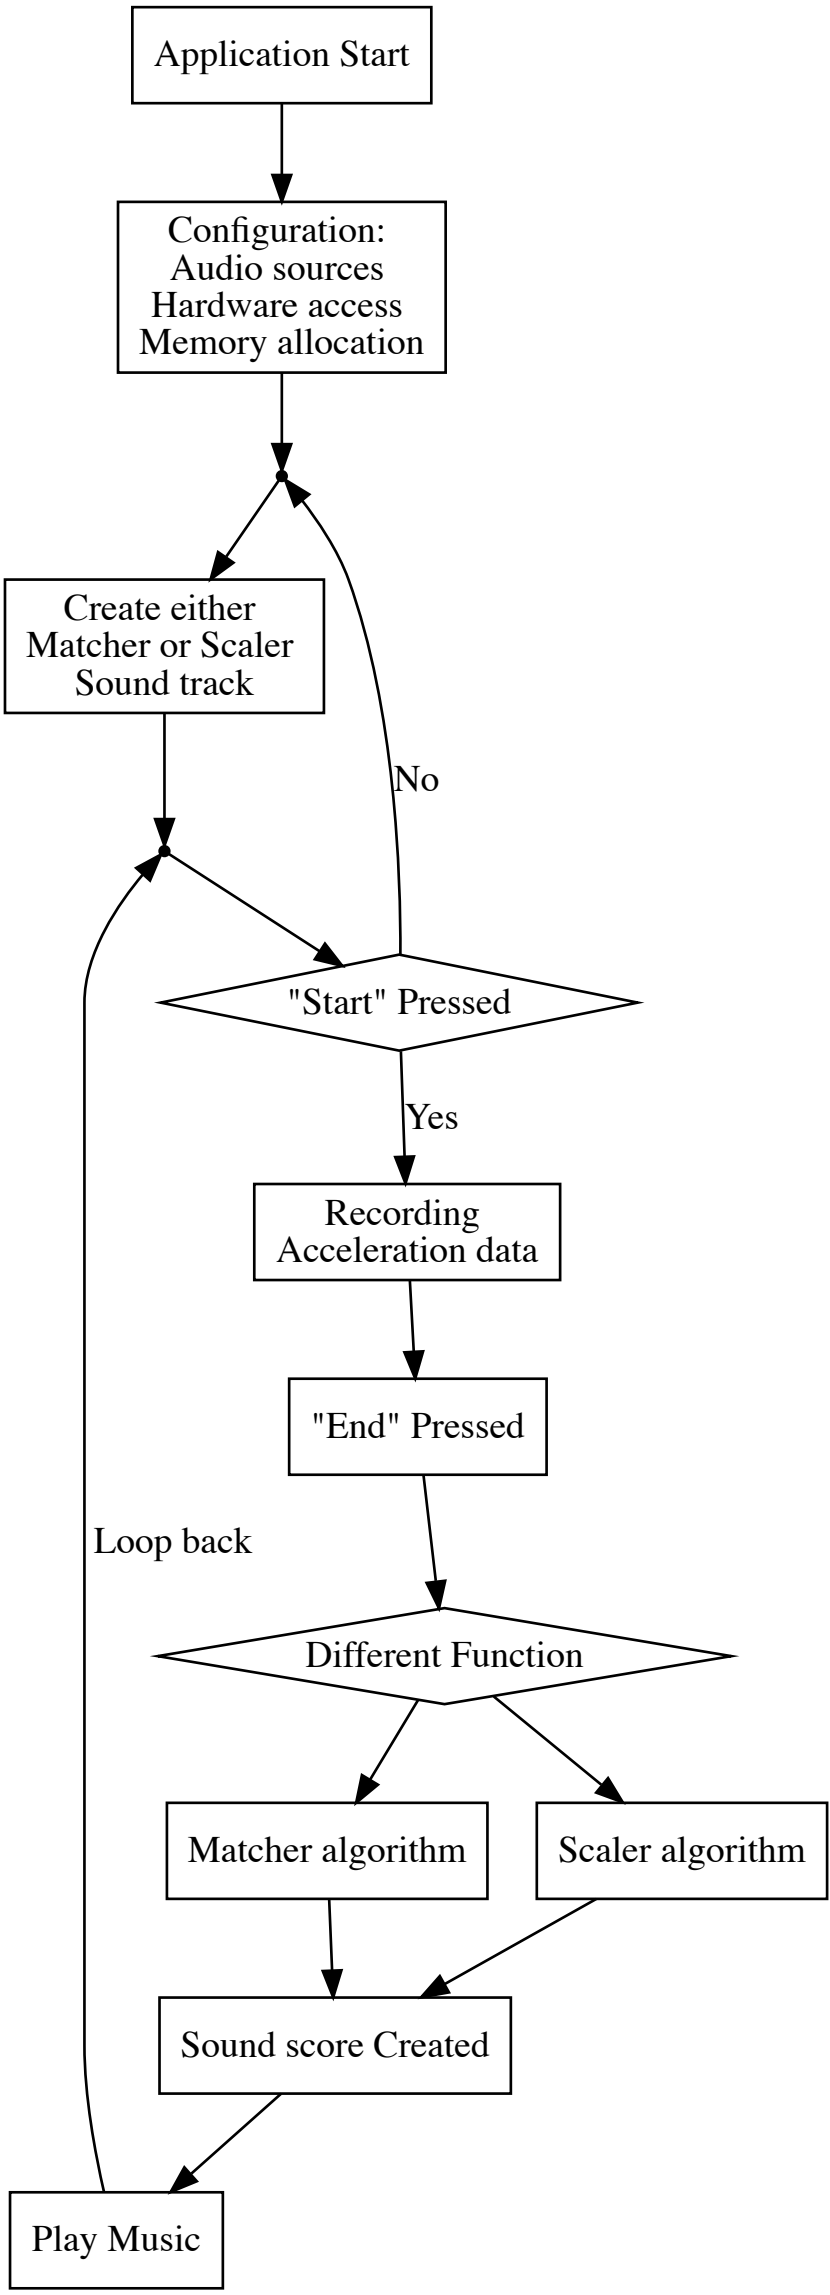 Application Start
Configuration:
Audio sources
Hardware access
Memory allocation
Create either
Matcher or Scaler
Sound track
No
"Start" Pressed
Yes
Recording
Acceleration data
"End" Pressed
Loop back
Different Function
Matcher algorithm
Scaler algorithm
Sound score Created
Play Music